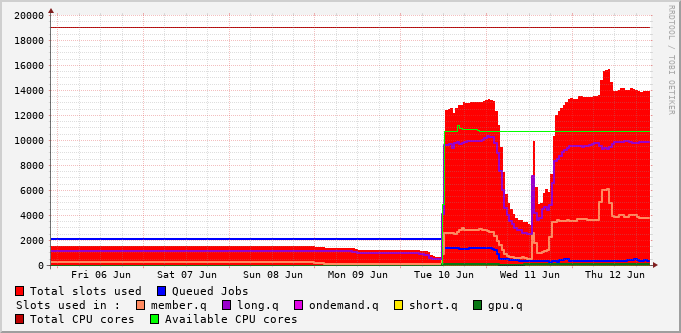 RRDTOOL / TOBI OETIKER
20000
18000
16000
14000
12000
10000
8000
6000
4000
2000
0
Fri 06 Jun Sat 07 Jun Sun 08 Jun Mon 09 Jun Tue 10 Jun Wed 11 Jun Thu 12 Jun
Total slots used Queued Jobs
Slots used in : member.q long.q ondemand.q short.q gpu.q
Total CPU cores Available CPU cores